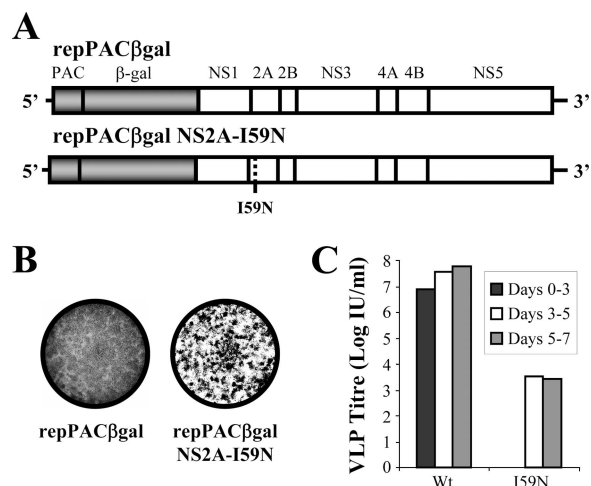 A
repPACβgal
PAC β-gal NS1 2A 2B NS3 4A 4B NS5
5’ 3’
repPACβgal NS2A-I59N
5’ 3’
I59N
B
repPACβgal
repPACβgal
NS2A-I59N
C
VLP Titre (Log IU/ml)
8
7
6
5
4
3
2
1
0
Days 0-3
Days 3-5
Days 5-7
Wt I59N